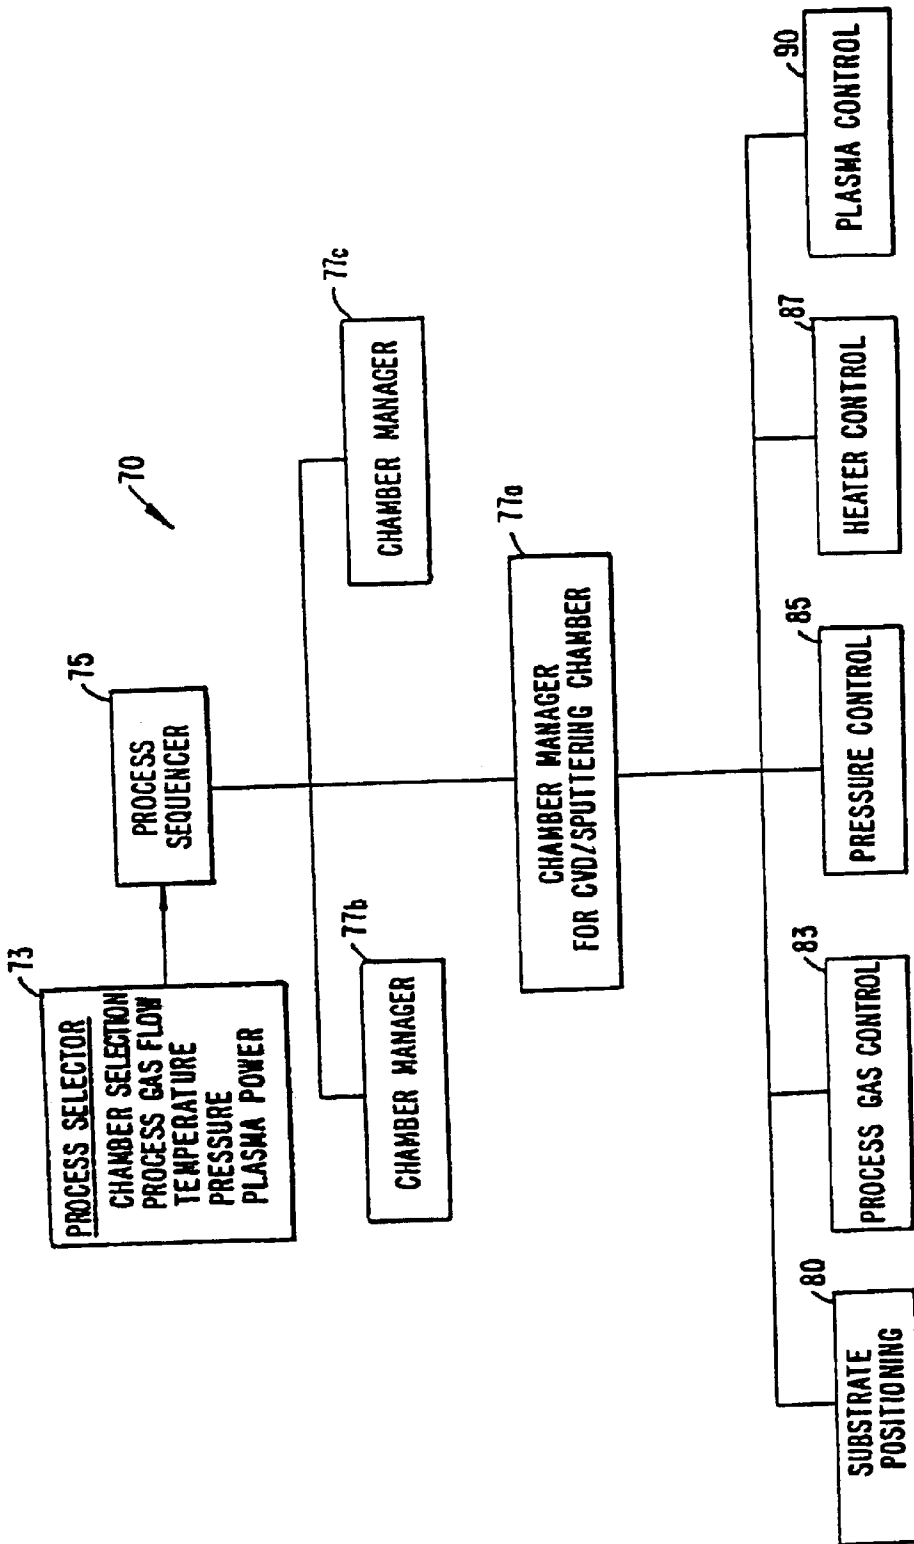 70
73
PROCESS SELECTOR
CHAMBER SELECTION
PROCESS GAS FLOW
TEMPERATURE
PRESSURE
PLASMA POWER
75
PROCESS
SEQUENCER
77b
CHAMBER MANAGER
77c
CHAMBER MANAGER
77a
CHAMBER MANAGER
FOR CVD/SPUTTERING CHAMBER
80
SUBSTRATE
POSITIONING
83
PROCESS GAS CONTROL
85
PRESSURE CONTROL
87
HEATER CONTROL
90
PLASMA CONTROL